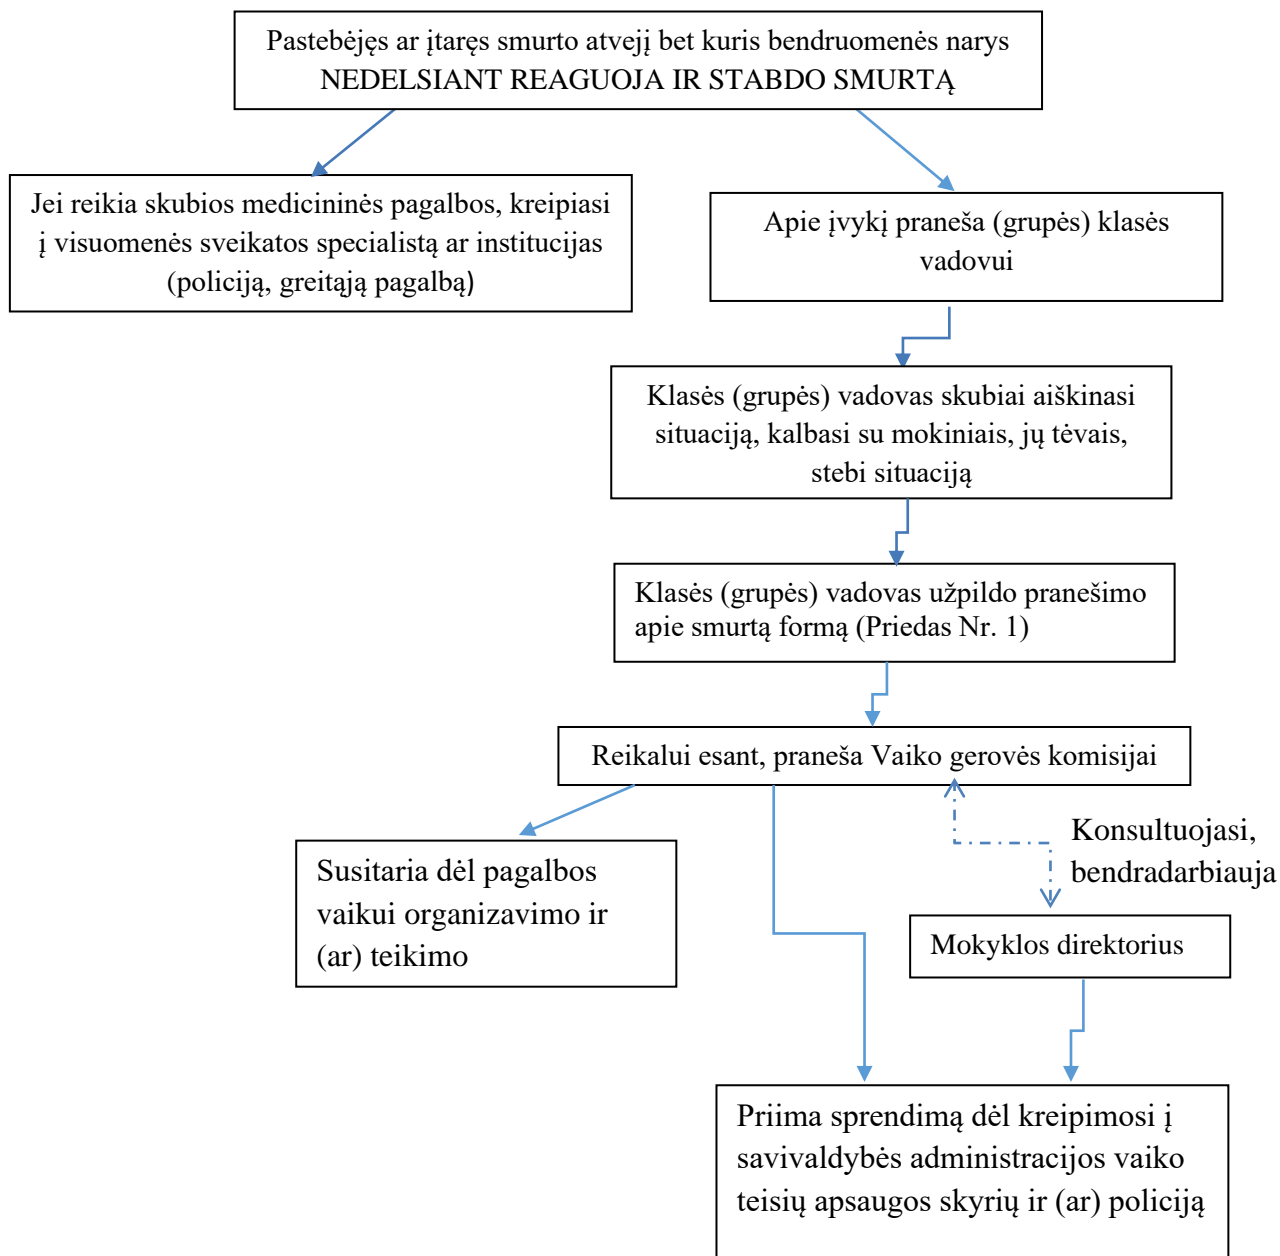 Pastebėjęs ar įtaręs smurto atvejį bet kuris bendruomenės narys
NEDELSIANT REAGUOJA IR STABDO SMURTĄ
Jei reikia skubios medicininės pagalbos, kreipiasi
į visuomenės sveikatos specialistą ar institucijas
(policiją, greitąją pagalbą)
Apie įvykį praneša (grupės) klasės
vadovui
Klasės (grupės) vadovas skubiai aiškinasi
situaciją, kalbasi su mokiniais, jų tėvais,
stebi situaciją
Klasės (grupės) vadovas užpildo pranešimo
apie smurtą formą (Priedas Nr. 1)
Reikalui esant, praneša Vaiko gerovės komisijai
Konsultuojasi,
bendradarbiauja
Susitaria dėl pagalbos
vaikui organizavimo ir
(ar) teikimo
Mokyklos direktorius
Priima sprendimą dėl kreipimosi į
savivaldybės administracijos vaiko
teisių apsaugos skyrių ir (ar) policiją